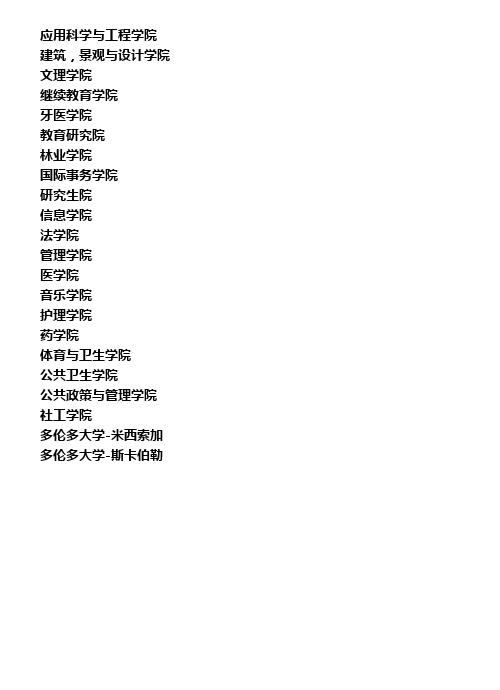 应用科学与工程学院
建筑，景观与设计学院
文理学院
继续教育学院
牙医学院
教育研究院
林业学院
国际事务学院
研究生院
信息学院
法学院
管理学院
医学院
音乐学院
护理学院
药学院
体育与卫生学院
公共卫生学院
公共政策与管理学院
社工学院
多伦多大学-米西索加
多伦多大学-斯卡伯勒